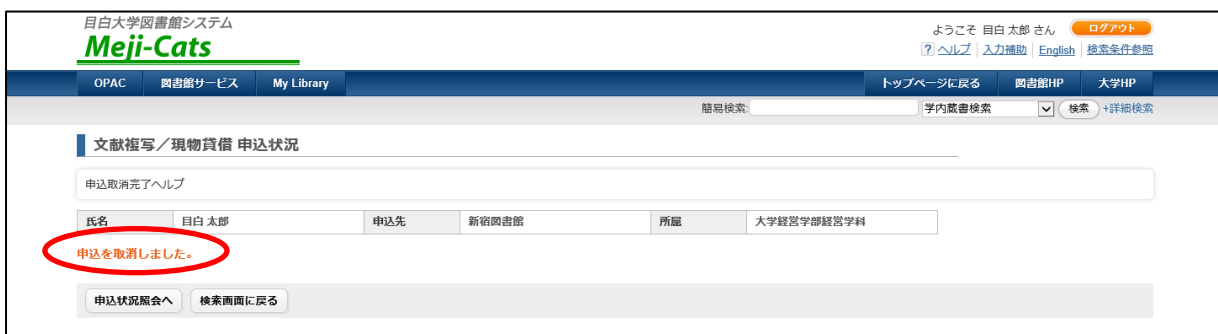 目白大学図書館システム
Meji-Cats
ようこそ 目白 太郎 さん ログアウト
? ヘルプ 入力補助 English 検索条件参照
OPAC 図書館サービス My Library トップページに戻る 図書館HP 大学HP
簡易検索: 学内蔵書検索 検索 +詳細検索
文献複写／現物貸借 申込状況
申込取消完了ヘルプ
氏名 目白 太郎 申込先 新宿図書館 所属 大学経営学部経営学科
申込を取消しました。
申込状況照会へ 検索画面に戻る